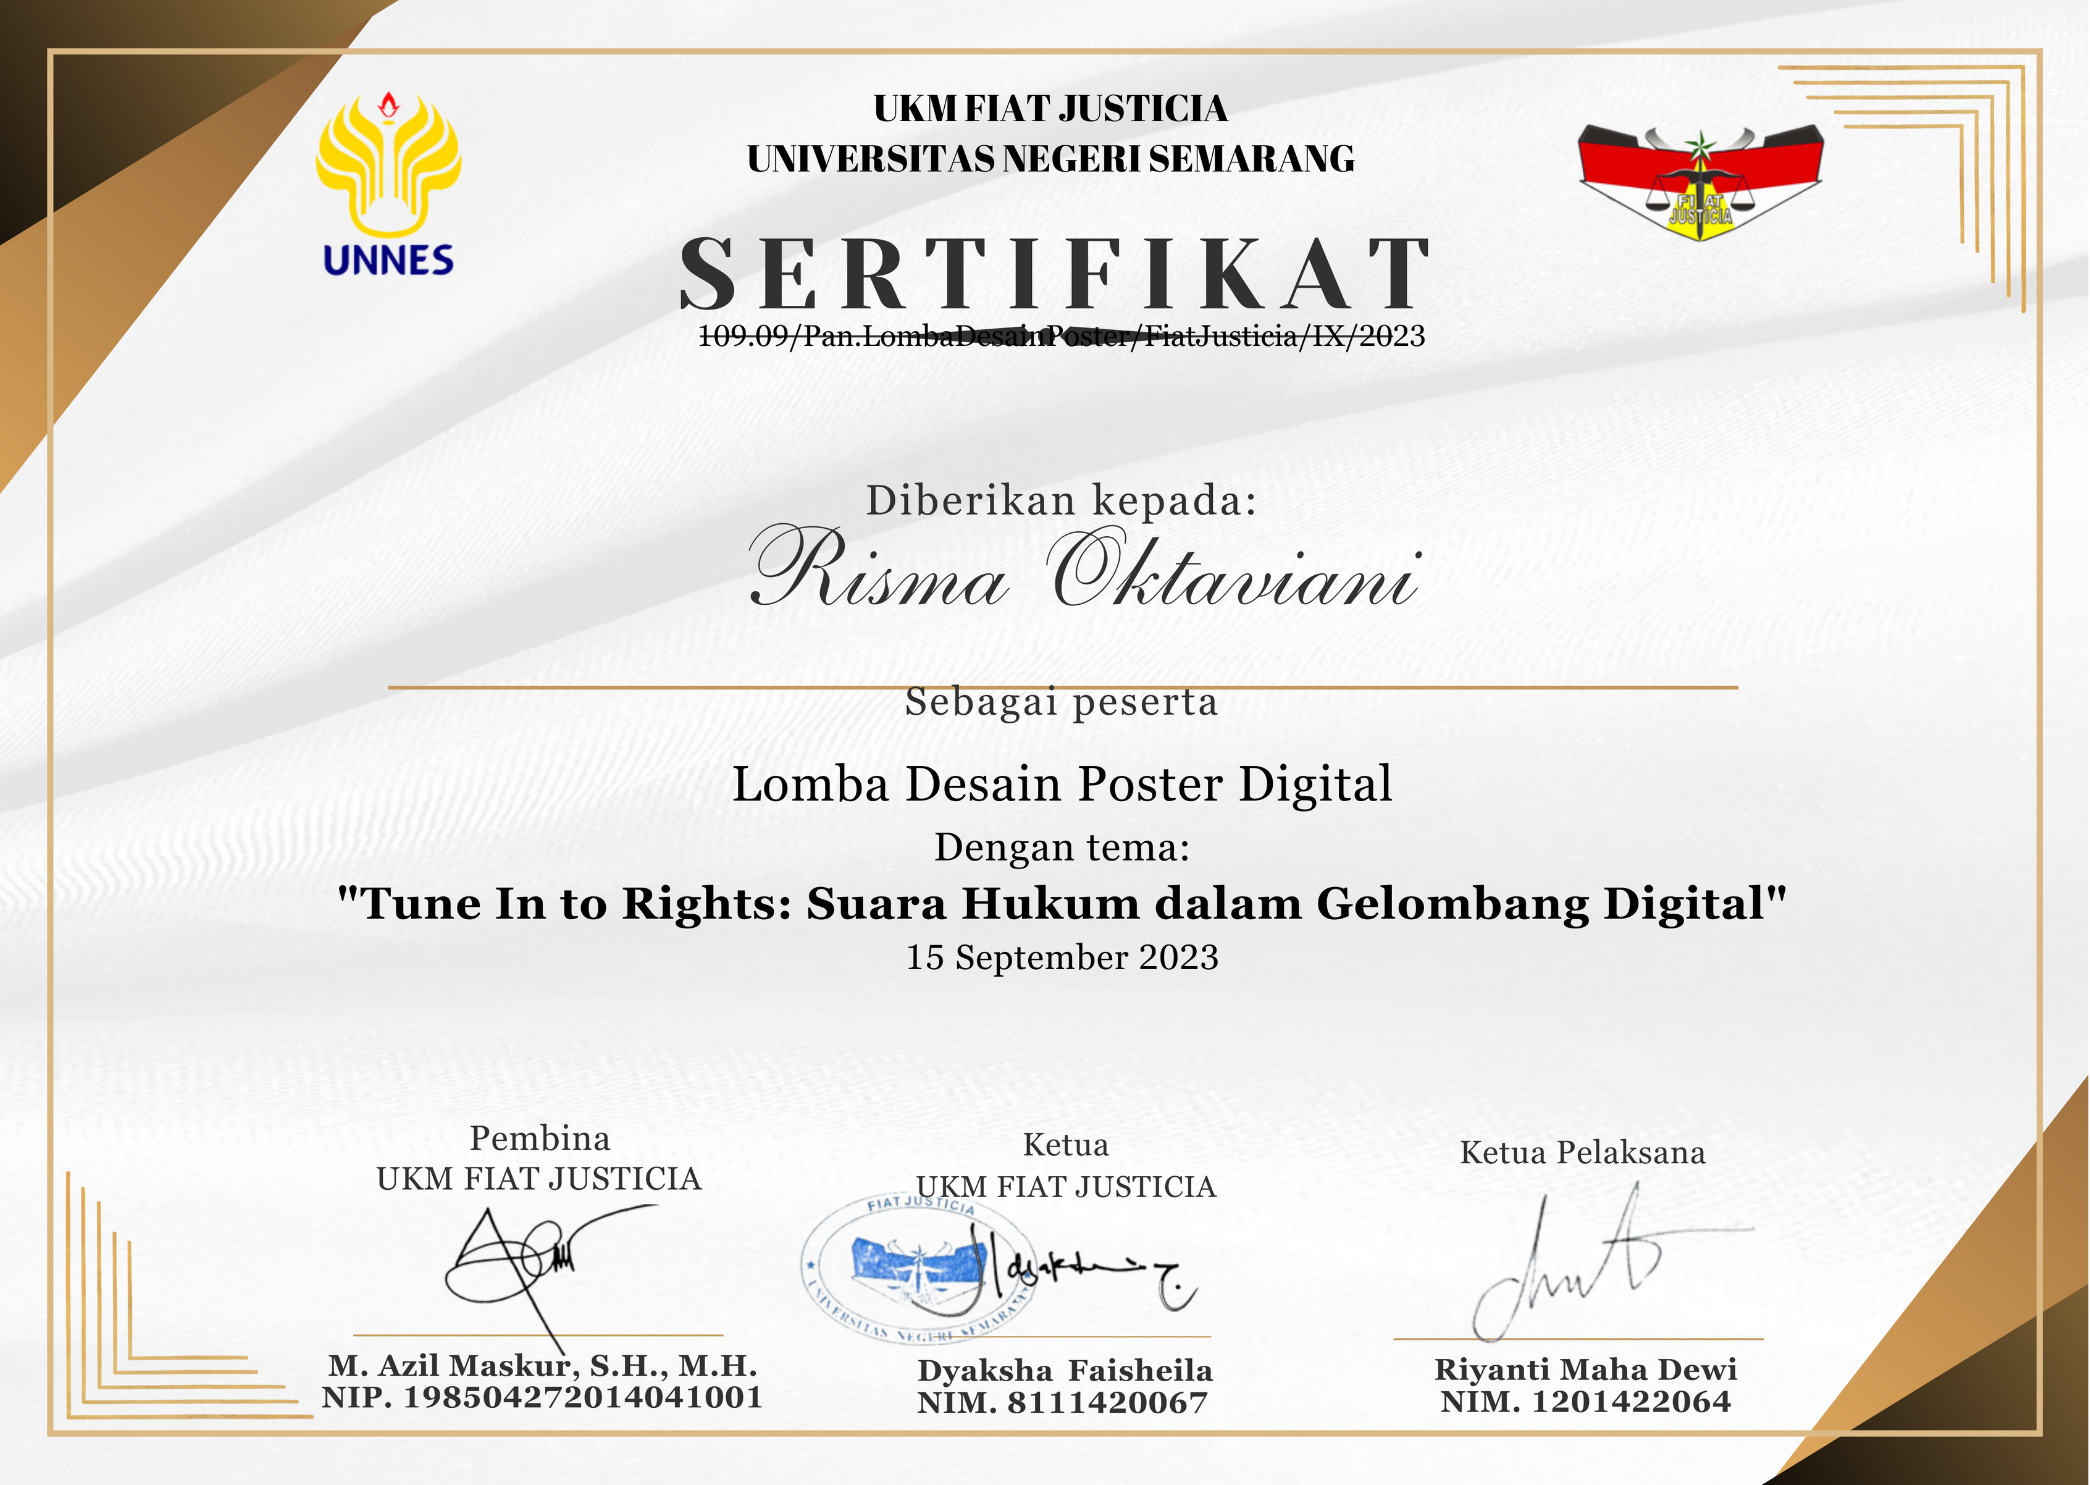 UNNES
UKM FIAT JUSTICIA
UNIVERSITAS NEGERI SEMARANG
FIAT
JUSTICIA
SERTIFIKAT
109.09/Pan.LombaDesainPoster/FiatJusticia/IX/2023
Diberikan kepada:
Risma Oktaviani
Sebagai peserta
Lomba Desain Poster Digital
Dengan tema:
"Tune In to Rights: Suara Hukum dalam Gelombang Digital"
15 September 2023
Pembina
UKM FIAT JUSTICIA
M. Azil Maskur, S.H., M.H.
NIP. 198504272014041001
Ketua
UKM FIAT JUSTICIA
FIAT JUSTICIA
UNIVERSITAS NEGERI SEMARANG
Dyaksha Faisheila
NIM. 8111420067
Ketua Pelaksana
Riyanti Maha Dewi
NIM. 1201422064